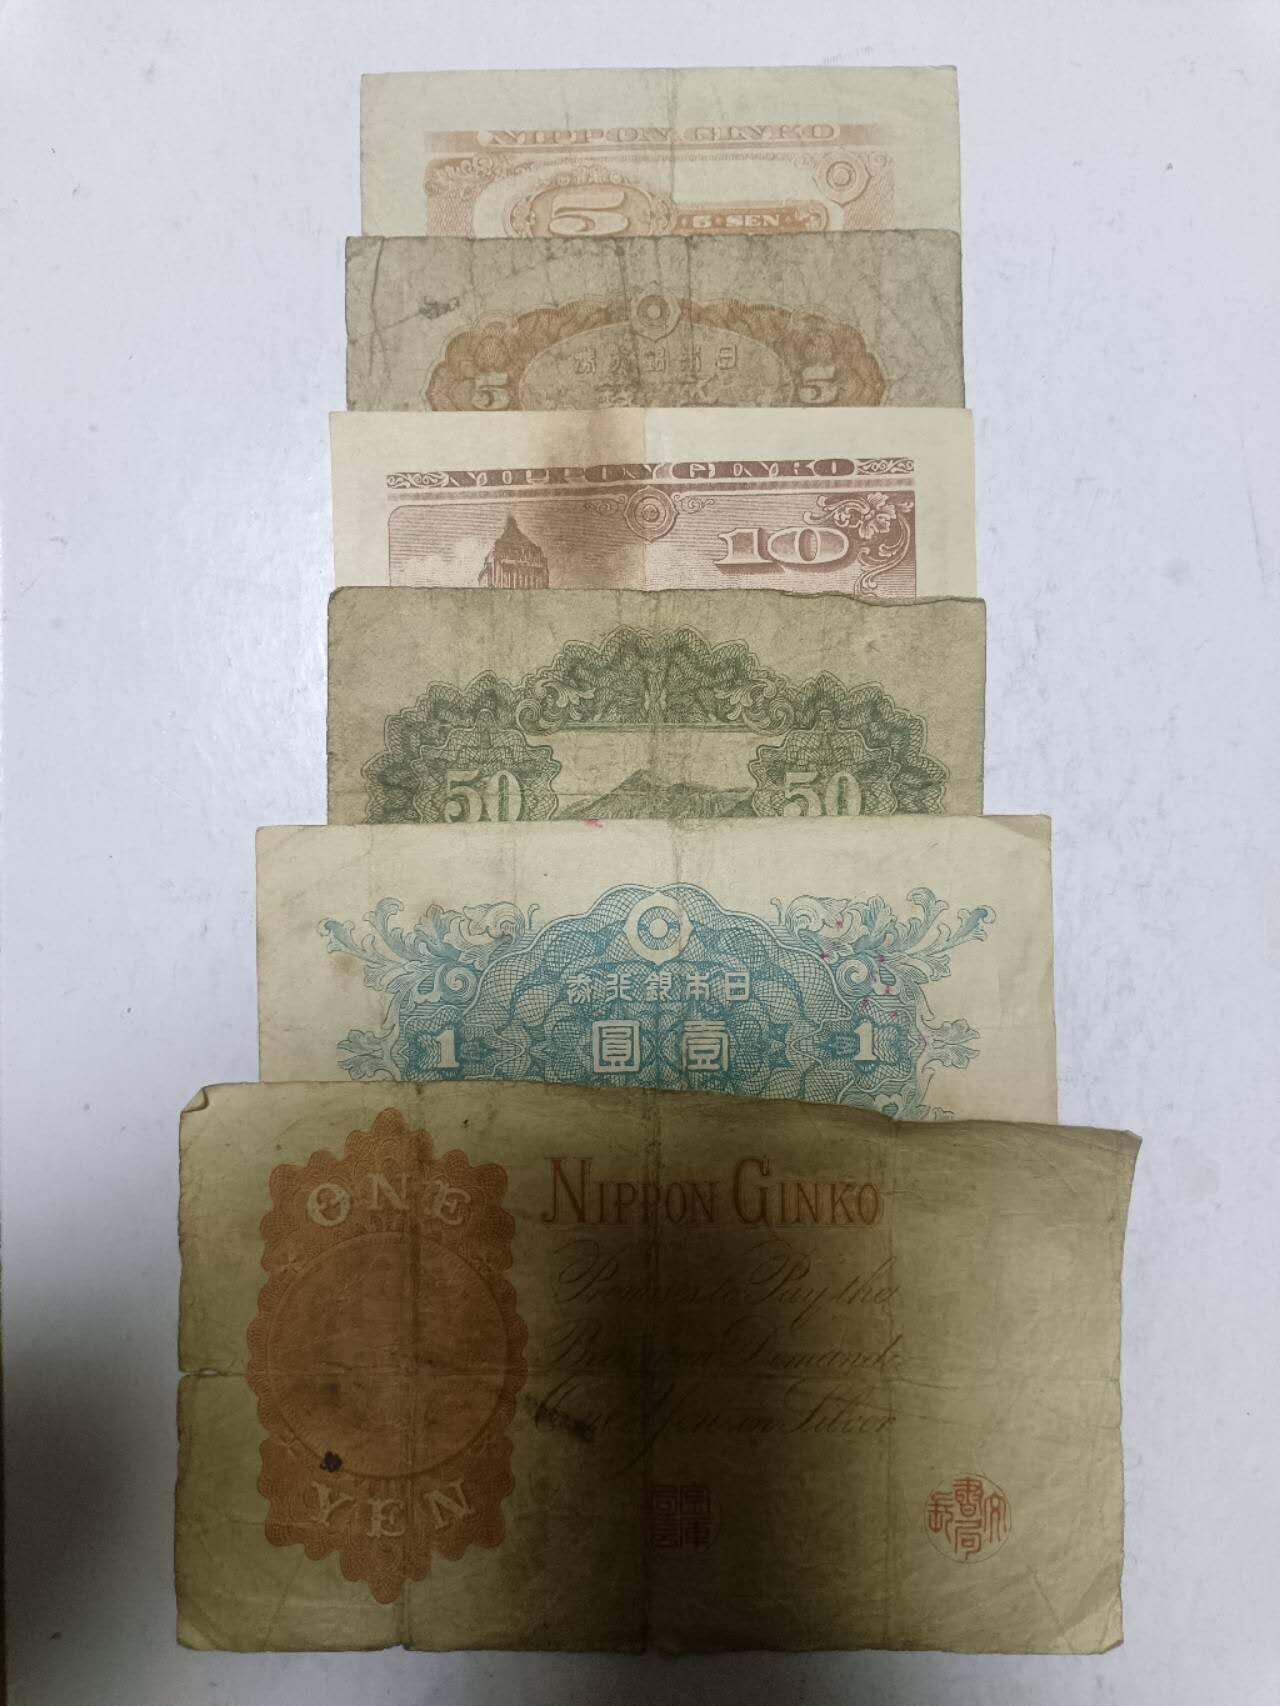 NIPPON GINKO
5
・5・SEN・
券行銀本日
5
5
NIPPON GINKO
10
50
50
券行銀本日
1
圓壹
1
ONE
YEN
NIPPON GINKO
Promises to Pay the
Bearer on Demand
One Yen in Silver